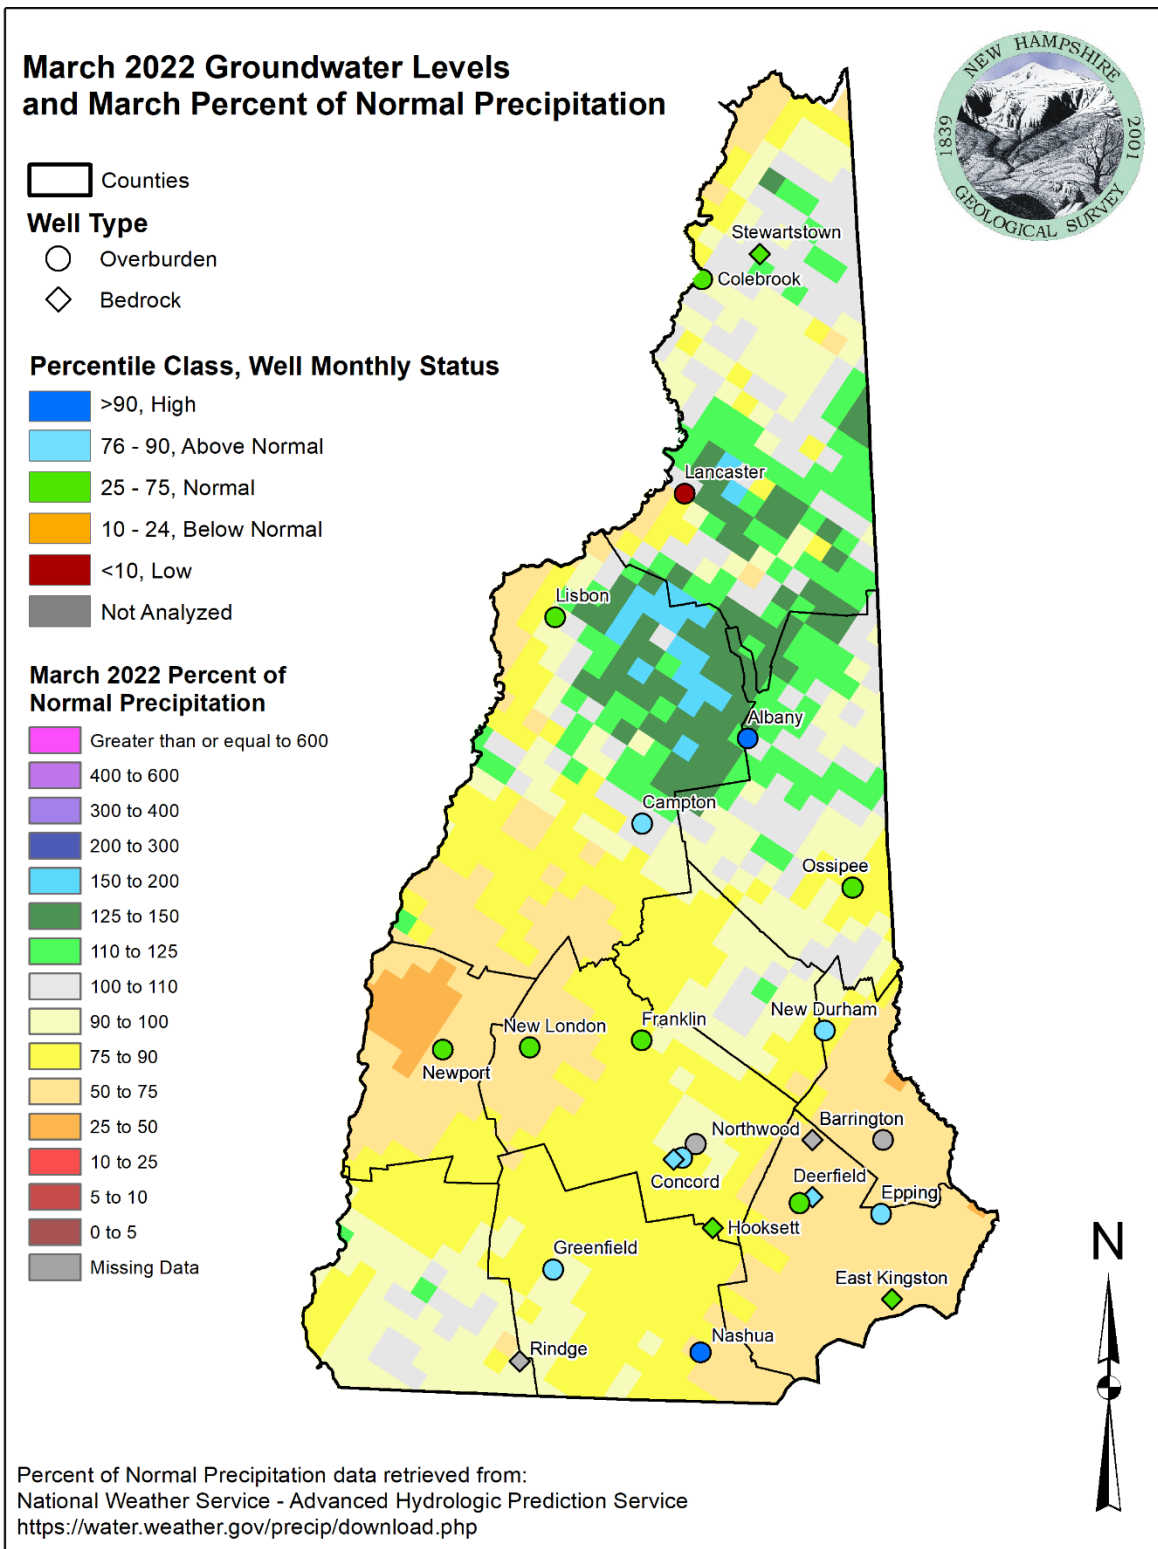 March 2022 Groundwater Levels
and March Percent of Normal Precipitation
NEW HAMPSHIRE
1839
2001
GEOLOGICAL SURVEY
Counties
Well Type
Overburden
Bedrock
Percentile Class, Well Monthly Status
>90, High
76 - 90, Above Normal
25 - 75, Normal
10 - 24, Below Normal
<10, Low
Not Analyzed
March 2022 Percent of
Normal Precipitation
Greater than or equal to 600
400 to 600
300 to 400
200 to 300
150 to 200
125 to 150
110 to 125
100 to 110
90 to 100
75 to 90
50 to 75
25 to 50
10 to 25
5 to 10
0 to 5
Missing Data
Stewartstown
Colebrook
Lancaster
Lisbon
Albany
Campton
Ossipee
New Durham
New London
Franklin
Newport
Northwood
Barrington
Concord
Deerfield
Epping
Hooksett
Greenfield
East Kingston
Nashua
Rindge
N
Percent of Normal Precipitation data retrieved from:
National Weather Service - Advanced Hydrologic Prediction Service
https://water.weather.gov/precip/download.php